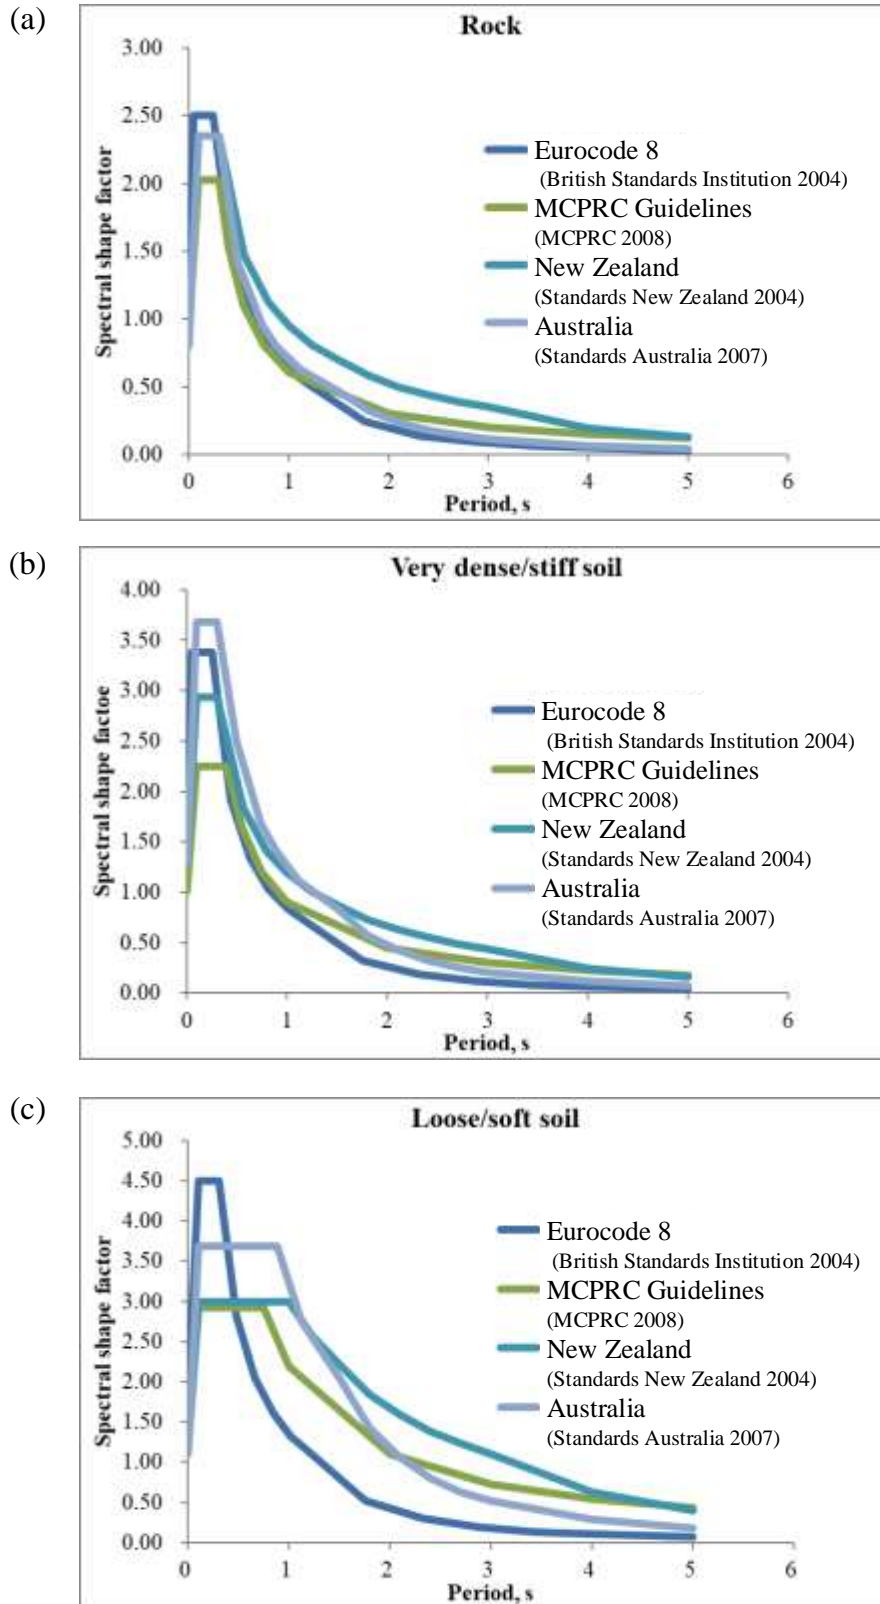 (a)
Rock
3.00
2.50
2.00
1.50
1.00
0.50
0.00
Spectral shape factor
0 1 2 3 4 5 6
Period, s
Eurocode 8
(British Standards Institution 2004)
MCPRC Guidelines
(MCPRC 2008)
New Zealand
(Standards New Zealand 2004)
Australia
(Standards Australia 2007)
(b)
Very dense/stiff soil
4.00
3.50
3.00
2.50
2.00
1.50
1.00
0.50
0.00
Spectral shape factoe
0 1 2 3 4 5 6
Period, s
Eurocode 8
(British Standards Institution 2004)
MCPRC Guidelines
(MCPRC 2008)
New Zealand
(Standards New Zealand 2004)
Australia
(Standards Australia 2007)
(c)
Loose/soft soil
5.00
4.50
4.00
3.50
3.00
2.50
2.00
1.50
1.00
0.50
0.00
Spectral shape factor
0 1 2 3 4 5 6
Period, s
Eurocode 8
(British Standards Institution 2004)
MCPRC Guidelines
(MCPRC 2008)
New Zealand
(Standards New Zealand 2004)
Australia
(Standards Australia 2007)